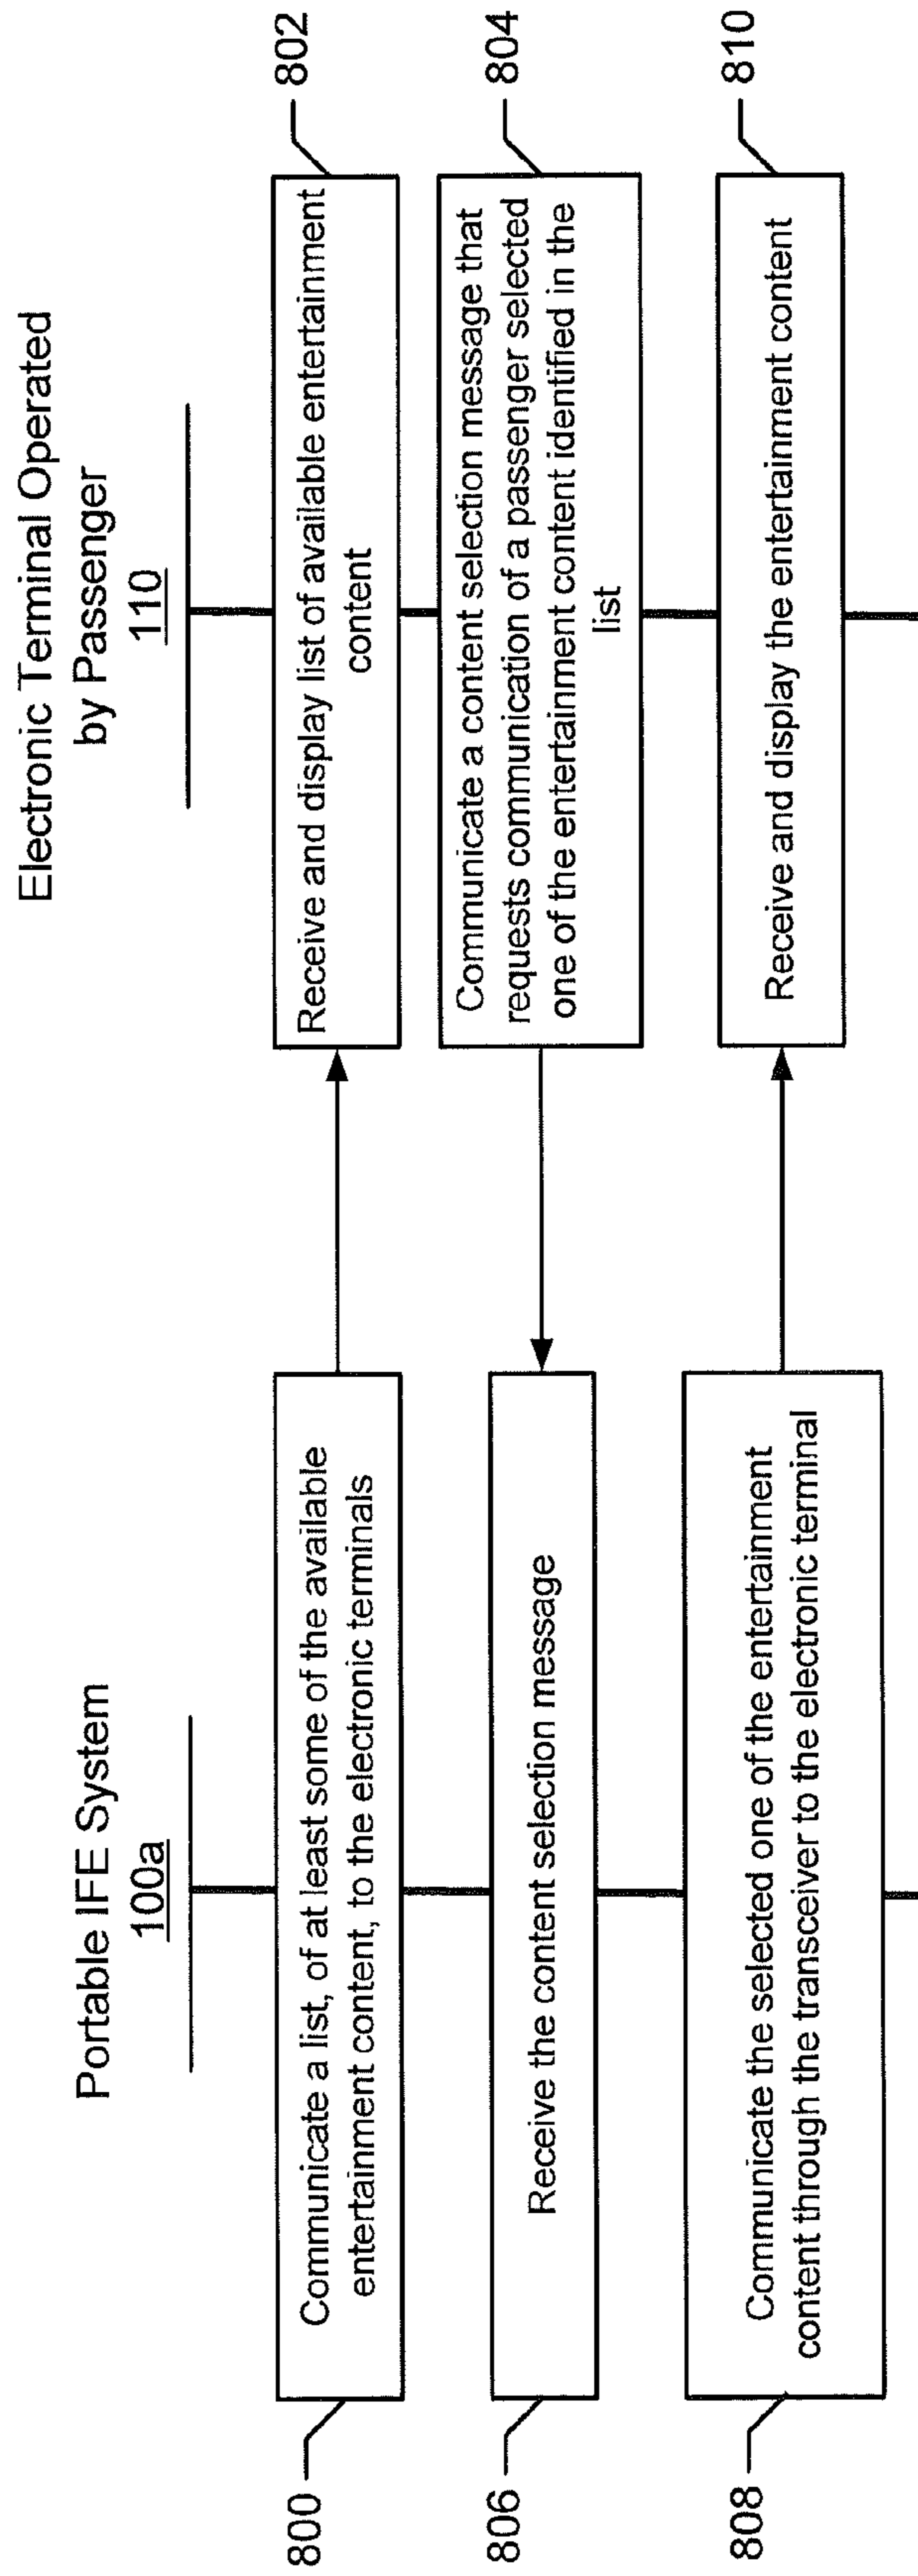 Portable IFE System
100a
Electronic Terminal Operated
by Passenger
110
800
Communicate a list, of at least some of the available
entertainment content, to the electronic terminals
Receive and display list of available entertainment
content
802
806
Receive the content selection message
Communicate a content selection message that
requests communication of a passenger selected
one of the entertainment content identified in the
list
804
808
Communicate the selected one of the entertainment
content through the transceiver to the electronic terminal
Receive and display the entertainment content
810